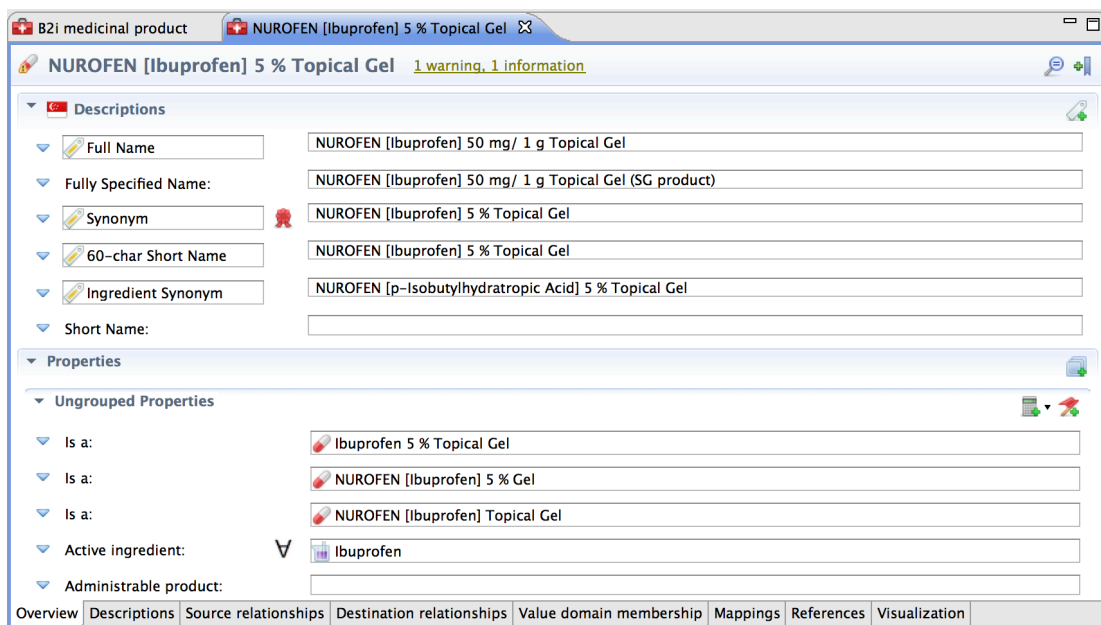 B2i medicinal product NUROFEN [Ibuprofen] 5 % Topical Gel
NUROFEN [Ibuprofen] 5 % Topical Gel 1 warning, 1 information
Descriptions
Full Name NUROFEN [Ibuprofen] 50 mg/ 1 g Topical Gel
Fully Specified Name: NUROFEN [Ibuprofen] 50 mg/ 1 g Topical Gel (SG product)
Synonym NUROFEN [Ibuprofen] 5 % Topical Gel
60-char Short Name NUROFEN [Ibuprofen] 5 % Topical Gel
Ingredient Synonym NUROFEN [p-Isobutylhydratropic Acid] 5 % Topical Gel
Short Name:
Properties
Ungrouped Properties
Is a: Ibuprofen 5 % Topical Gel
Is a: NUROFEN [Ibuprofen] 5 % Gel
Is a: NUROFEN [Ibuprofen] Topical Gel
Active ingredient: ∀ Ibuprofen
Administrable product:
Overview Descriptions Source relationships Destination relationships Value domain membership Mappings References Visualization